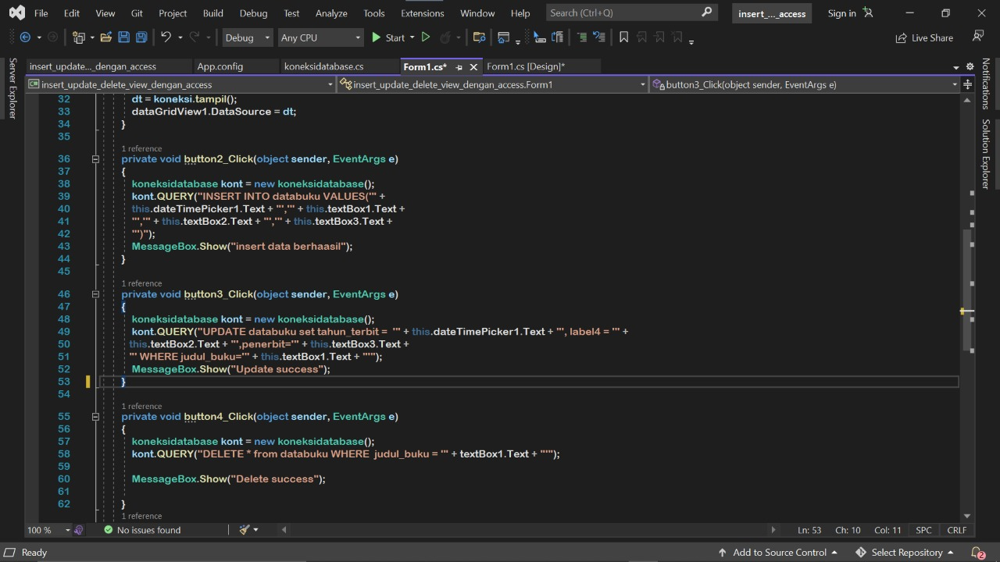 File Edit View Git Project Build Debug Test Analyze Tools Extensions Window Help Search (Ctrl+Q) insert_..._access Sign in
Debug Any CPU Start Live Share
insert_update..._dengan_access App.config koneksidatabase.cs Form1.cs* Form1.cs [Design]*
insert_update_delete_view_dengan_access insert_update_delete_view_dengan_access.Form1 button3_Click(object sender, EventArgs e)
Server Explorer
Notifications
Solution Explorer
32 dt = koneksi.tampil();
33 dataGridView1.DataSource = dt;
34 }
35
1 reference
36 private void button2_Click(object sender, EventArgs e)
37 {
38 koneksidatabase kont = new koneksidatabase();
39 kont.QUERY("INSERT INTO databuku VALUES('" +
40 this.dateTimePicker1.Text + "','" + this.textBox1.Text +
41 "','" + this.textBox2.Text + "','" + this.textBox3.Text +
42 "')");
43 MessageBox.Show("insert data berhaasil");
44 }
45
1 reference
46 private void button3_Click(object sender, EventArgs e)
47 {
48 koneksidatabase kont = new koneksidatabase();
49 kont.QUERY("UPDATE databuku set tahun_terbit =  '" + this.dateTimePicker1.Text + "', label4 = '" +
50 this.textBox2.Text + "',penerbit='" + this.textBox3.Text +
51 "' WHERE judul_buku='" + this.textBox1.Text + "'");
52 MessageBox.Show("Update success");
53 }
54
1 reference
55 private void button4_Click(object sender, EventArgs e)
56 {
57 koneksidatabase kont = new koneksidatabase();
58 kont.QUERY("DELETE * from databuku WHERE  judul_buku = '" + textBox1.Text + "'");
59
60 MessageBox.Show("Delete success");
61
62 }
1 reference
100 % No issues found Ln: 53 Ch: 10 Col: 11 SPC CRLF
Ready Add to Source Control Select Repository 2